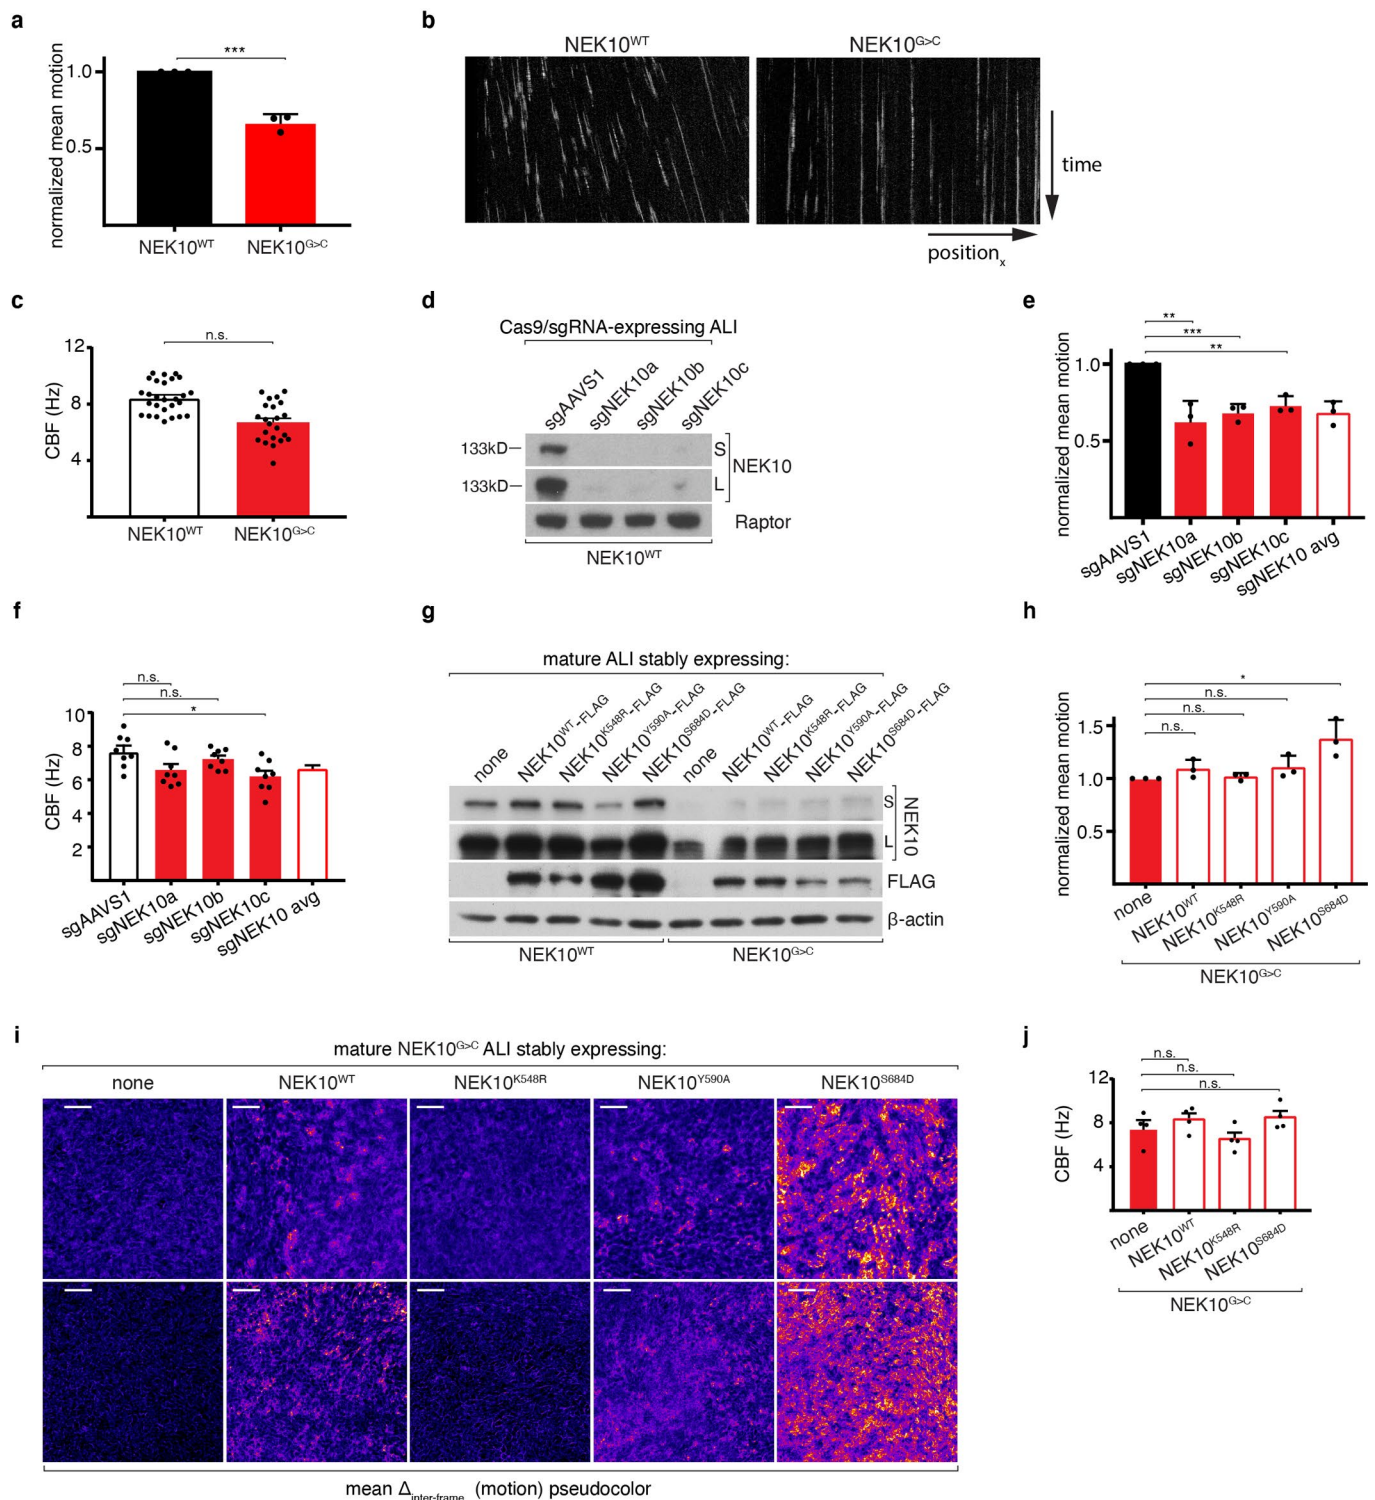 a
normalized mean motion
1.0
0.5
***
NEK10WT
NEK10G>C
b
NEK10WT
NEK10G>C
time
positionx
c
CBF (Hz)
12
8
4
n.s.
NEK10WT
NEK10G>C
d
Cas9/sgRNA-expressing ALI
sgAAVS1
sgNEK10a
sgNEK10b
sgNEK10c
133kD
S
133kD
L
NEK10
Raptor
NEK10WT
e
normalized mean motion
1.0
0.5
**
***
**
sgAAVS1
sgNEK10a
sgNEK10b
sgNEK10c
sgNEK10 avg
f
CBF (Hz)
10
8
6
4
2
n.s.
n.s.
*
sgAAVS1
sgNEK10a
sgNEK10b
sgNEK10c
sgNEK10 avg
g
mature ALI stably expressing:
none
NEK10WT-FLAG
NEK10K548R-FLAG
NEK10Y590A-FLAG
NEK10S684D-FLAG
none
NEK10WT-FLAG
NEK10K548R-FLAG
NEK10Y590A-FLAG
NEK10S684D-FLAG
S
L
NEK10
FLAG
β-actin
NEK10WT
NEK10G>C
h
normalized mean motion
1.5
1.0
0.5
*
n.s.
n.s.
n.s.
none
NEK10WT
NEK10K548R
NEK10Y590A
NEK10S684D
NEK10G>C
i
mature NEK10G>C ALI stably expressing:
none
NEK10WT
NEK10K548R
NEK10Y590A
NEK10S684D
mean Δinter-frame (motion) pseudocolor
j
CBF (Hz)
12
8
4
n.s.
n.s.
n.s.
none
NEK10WT
NEK10K548R
NEK10S684D
NEK10G>C